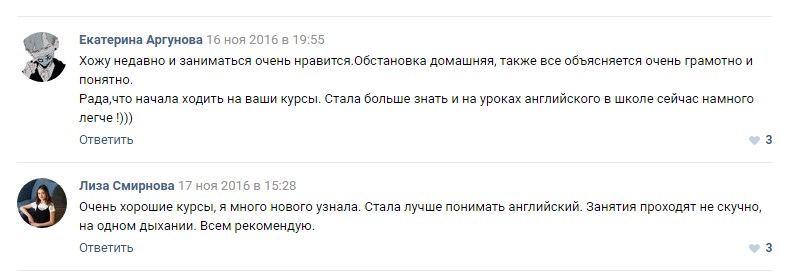 Екатерина Аргунова 16 ноя 2016 в 19:55
Хожу недавно и заниматься очень нравится.Обстановка домашняя, также все объясняется очень грамотно и
понятно.
Рада,что начала ходить на ваши курсы. Стала больше знать и на уроках английского в школе сейчас намного
легче !)))
Ответить 3
Лиза Смирнова 17 ноя 2016 в 15:28
Очень хорошие курсы, я много нового узнала. Стала лучше понимать английский. Занятия проходят не скучно,
на одном дыхании. Всем рекомендую.
Ответить 3